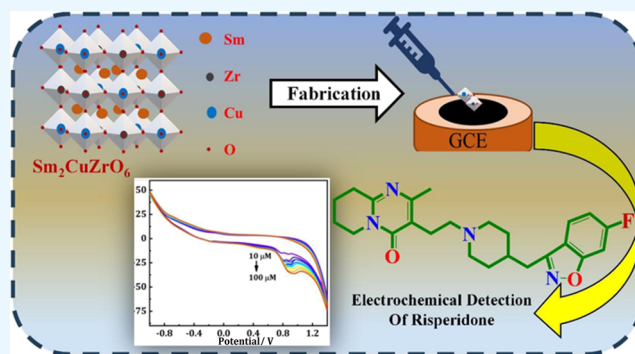 Sm
Zr
Cu
O
Sm₂CuZrO₆
Fabrication
GCE
50
25
0
-25
-50
-75
10 μM
100 μM
-0.8 -0.4 0.0 0.4 0.8 1.2
Potential/ V
N
N
O
N
F
N
O
Electrochemical Detection
Of Risperidone